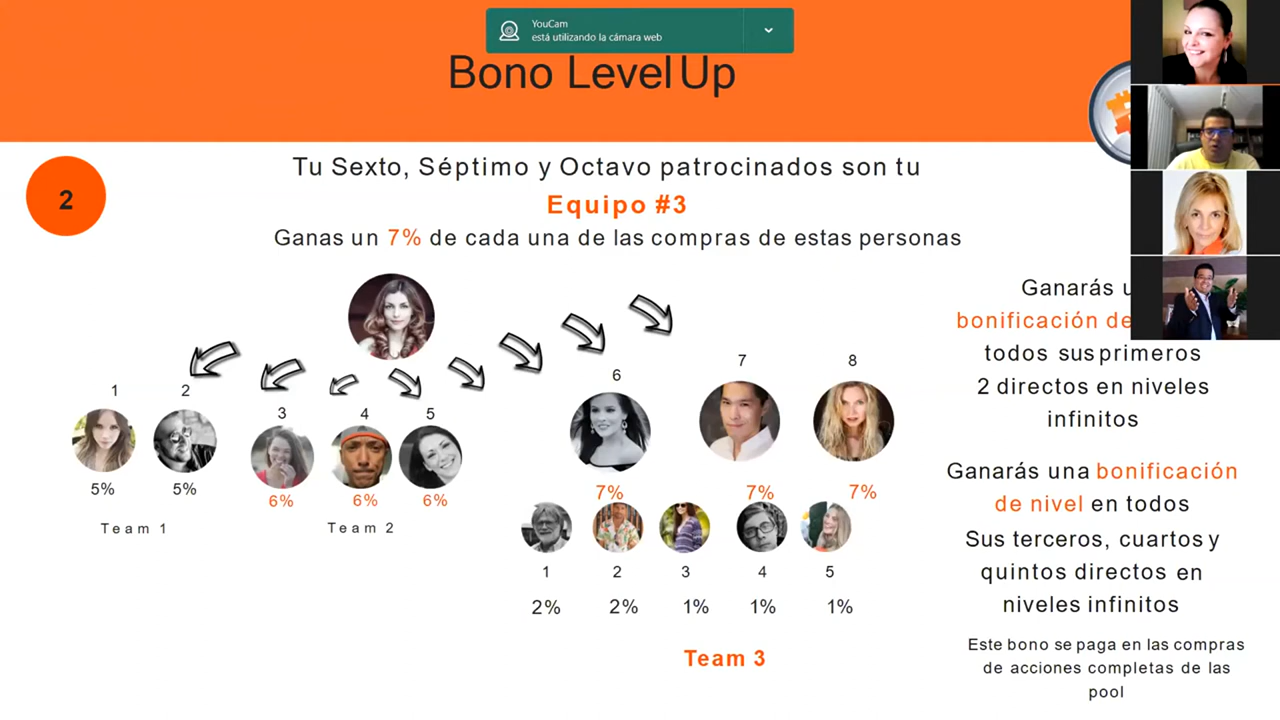 YouCam
está utilizando la cámara web
Bono Level Up
2
Tu Sexto, Séptimo y Octavo patrocinados son tu
Equipo #3
Ganas un 7% de cada una de las compras de estas personas
1
2
3
4
5
6
7
8
5%
5%
6%
6%
6%
7%
7%
7%
Team 1
Team 2
1
2
3
4
5
2%
2%
1%
1%
1%
Team 3
Ganarás
bonificación de
todos sus primeros
2 directos en niveles
infinitos
Ganarás una bonificación
de nivel en todos
Sus terceros, cuartos y
quintos directos en
niveles infinitos
Este bono se paga en las compras
de acciones completas de las
pool